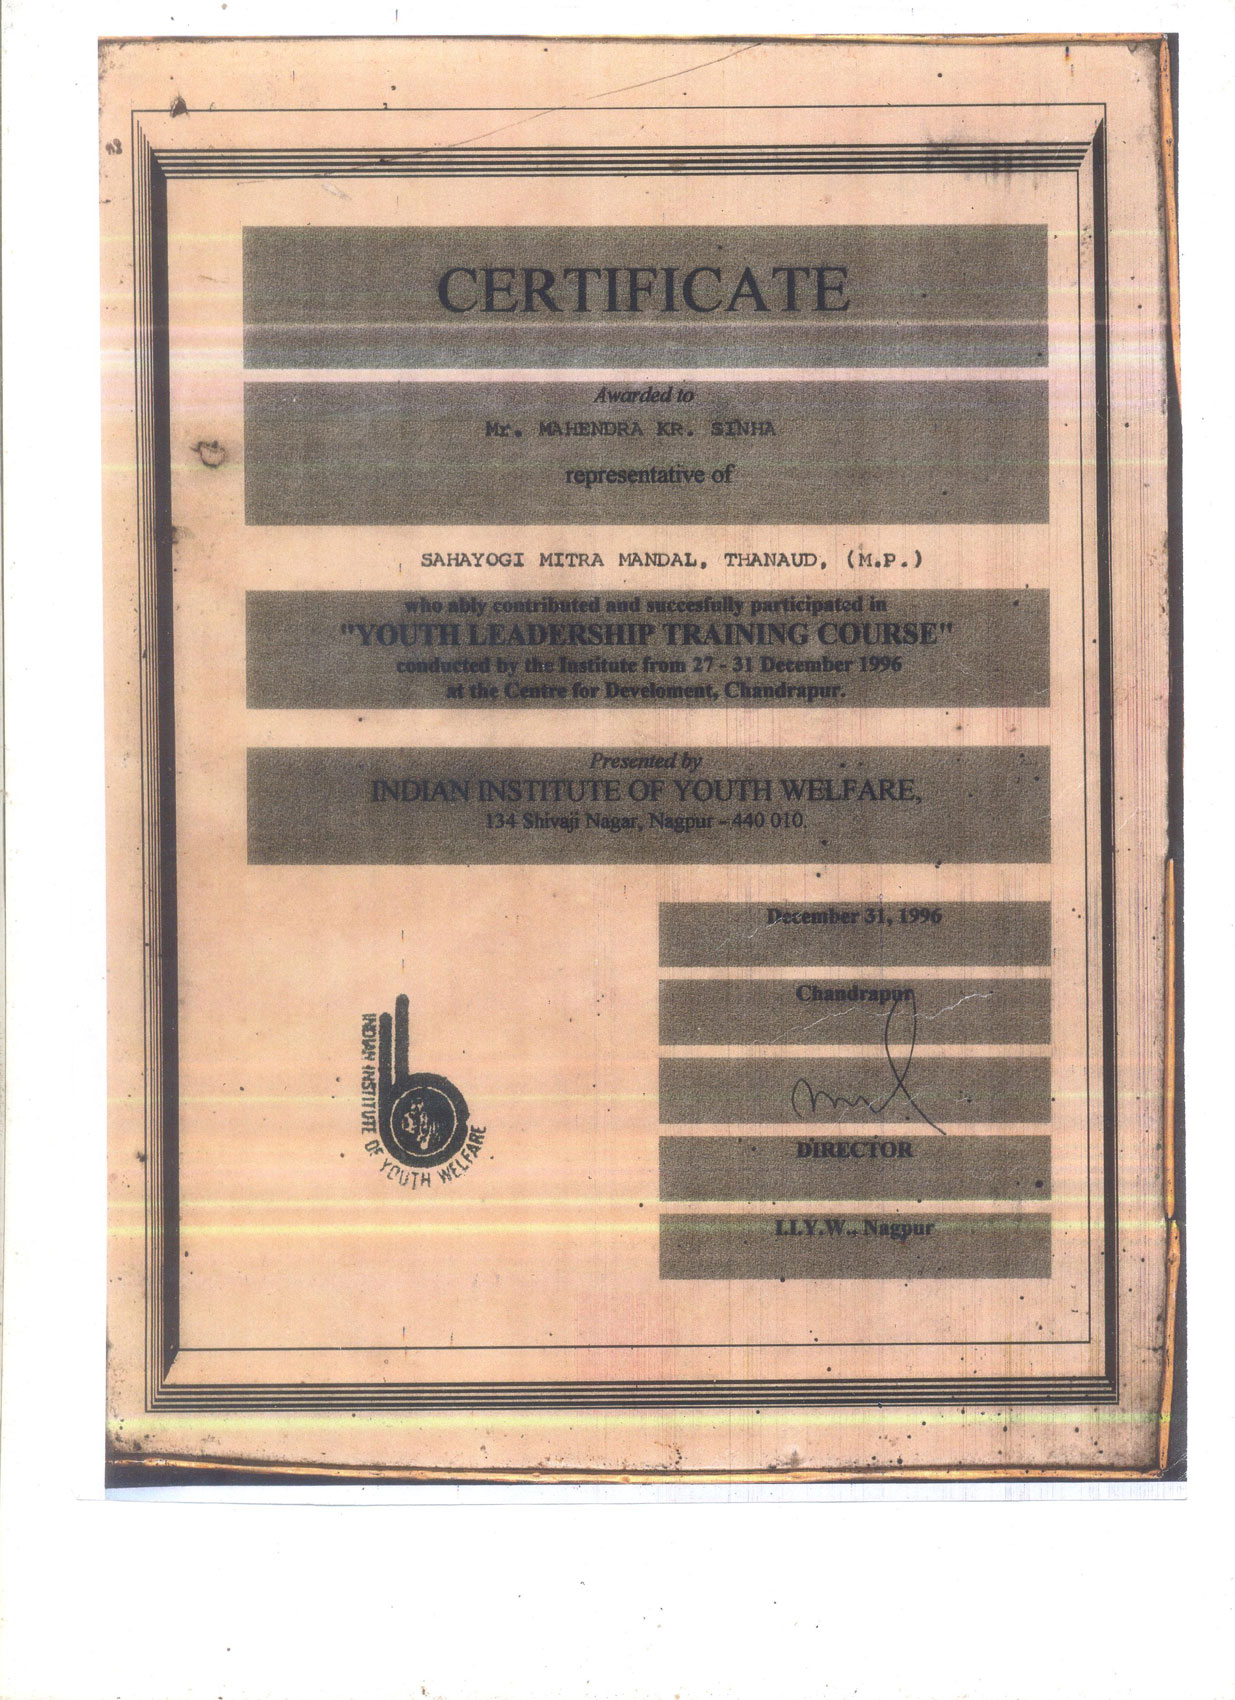 CERTIFICATE
Awarded to
Mr. MAHENDRA KR. SINHA
representative of
SAHAYOGI MITRA MANDAL, THANAUD, (M.P.)
who ably contributed and succesfully participated in
"YOUTH LEADERSHIP TRAINING COURSE"
conducted by the Institute from 27 - 31 December 1996
at the Centre for Develoment, Chandrapur.
Presented by
INDIAN INSTITUTE OF YOUTH WELFARE,
134 Shivaji Nagar, Nagpur - 440 010.
December 31, 1996
Chandrapur
DIRECTOR
I.I.Y.W., Nagpur
INDIAN INSTITUTE OF YOUTH WELFARE